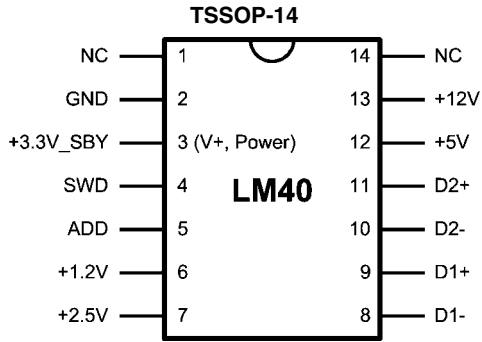 TSSOP-14
NC 1 14 NC
GND 2 13 +12V
+3.3V_SBY 3 (V+, Power) 12 +5V
SWD 4 11 D2+
LM40
ADD 5 10 D2-
+1.2V 6 9 D1+
+2.5V 7 8 D1-